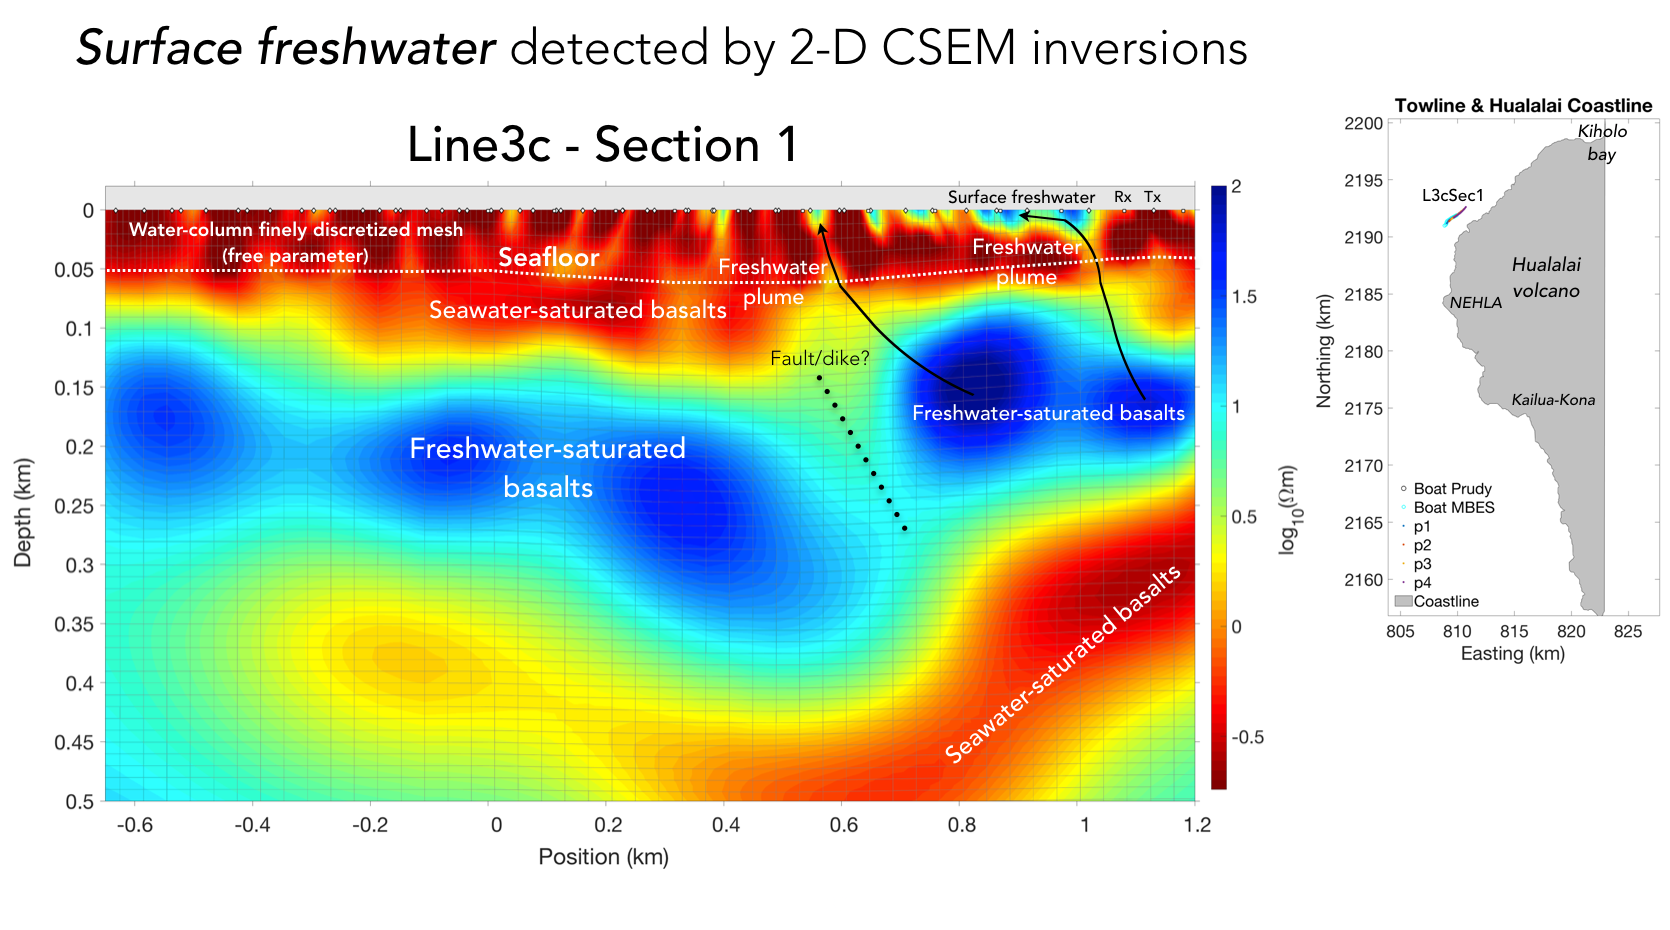 Surface freshwater detected by 2-D CSEM inversions
Line3c - Section 1
Surface freshwater Rx Tx
Water-column finely discretized mesh
(free parameter)
Seafloor
Freshwater
plume
Freshwater
plume
Seawater-saturated basalts
Fault/dike?
Freshwater-saturated basalts
Freshwater-saturated
basalts
Seawater-saturated basalts
0
0.05
0.1
0.15
0.2
0.25
0.3
0.35
0.4
0.45
0.5
Depth (km)
-0.6 -0.4 -0.2 0 0.2 0.4 0.6 0.8 1 1.2
Position (km)
2
1.5
1
0.5
0
-0.5
log10(Ωm)
Towline & Hualalai Coastline
Kiholo
bay
L3cSec1
Hualalai
volcano
NEHLA
Kailua-Kona
Boat Prudy
Boat MBES
p1
p2
p3
p4
Coastline
2200
2195
2190
2185
2180
2175
2170
2165
2160
Northing (km)
805 810 815 820 825
Easting (km)